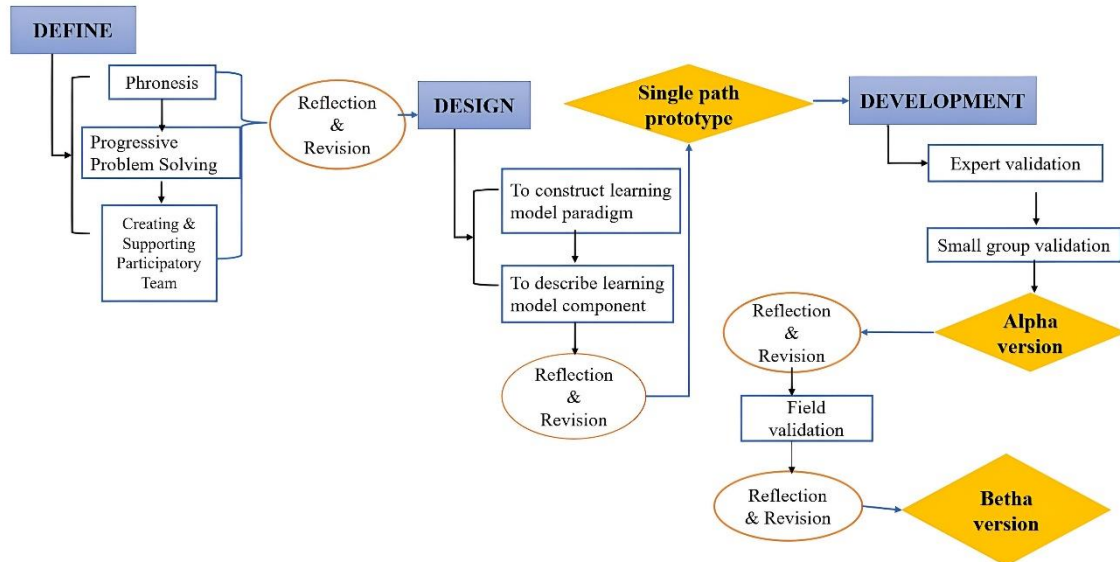 DEFINE
Phronesis
Progressive
Problem Solving
Creating &
Supporting
Participatory
Team
Reflection
&
Revision
DESIGN
To construct learning
model paradigm
To describe learning
model component
Reflection
&
Revision
Single path
prototype
DEVELOPMENT
Expert validation
Small group validation
Alpha
version
Reflection
&
Revision
Field
validation
Reflection
& Revision
Betha
version